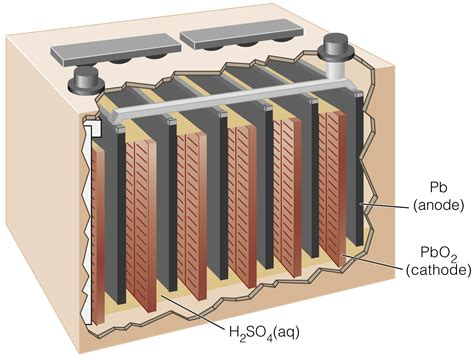 Pb
(anode)
PbO₂
(cathode)
H₂SO₄(aq)